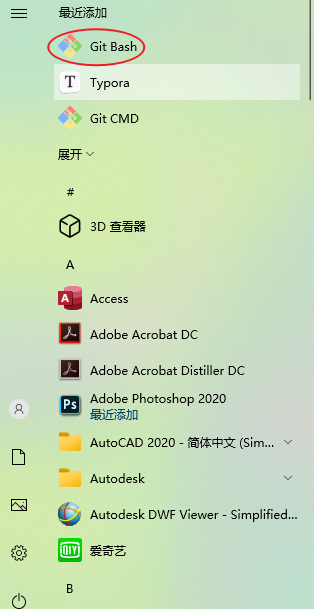 最近添加
Git Bash
Typora
Git CMD
展开
#
3D 查看器
A
Access
Adobe Acrobat DC
Adobe Acrobat Distiller DC
Adobe Photoshop 2020
最近添加
AutoCAD 2020 - 简体中文 (Sim...
Autodesk
Autodesk DWF Viewer - Simplified...
爱奇艺
B